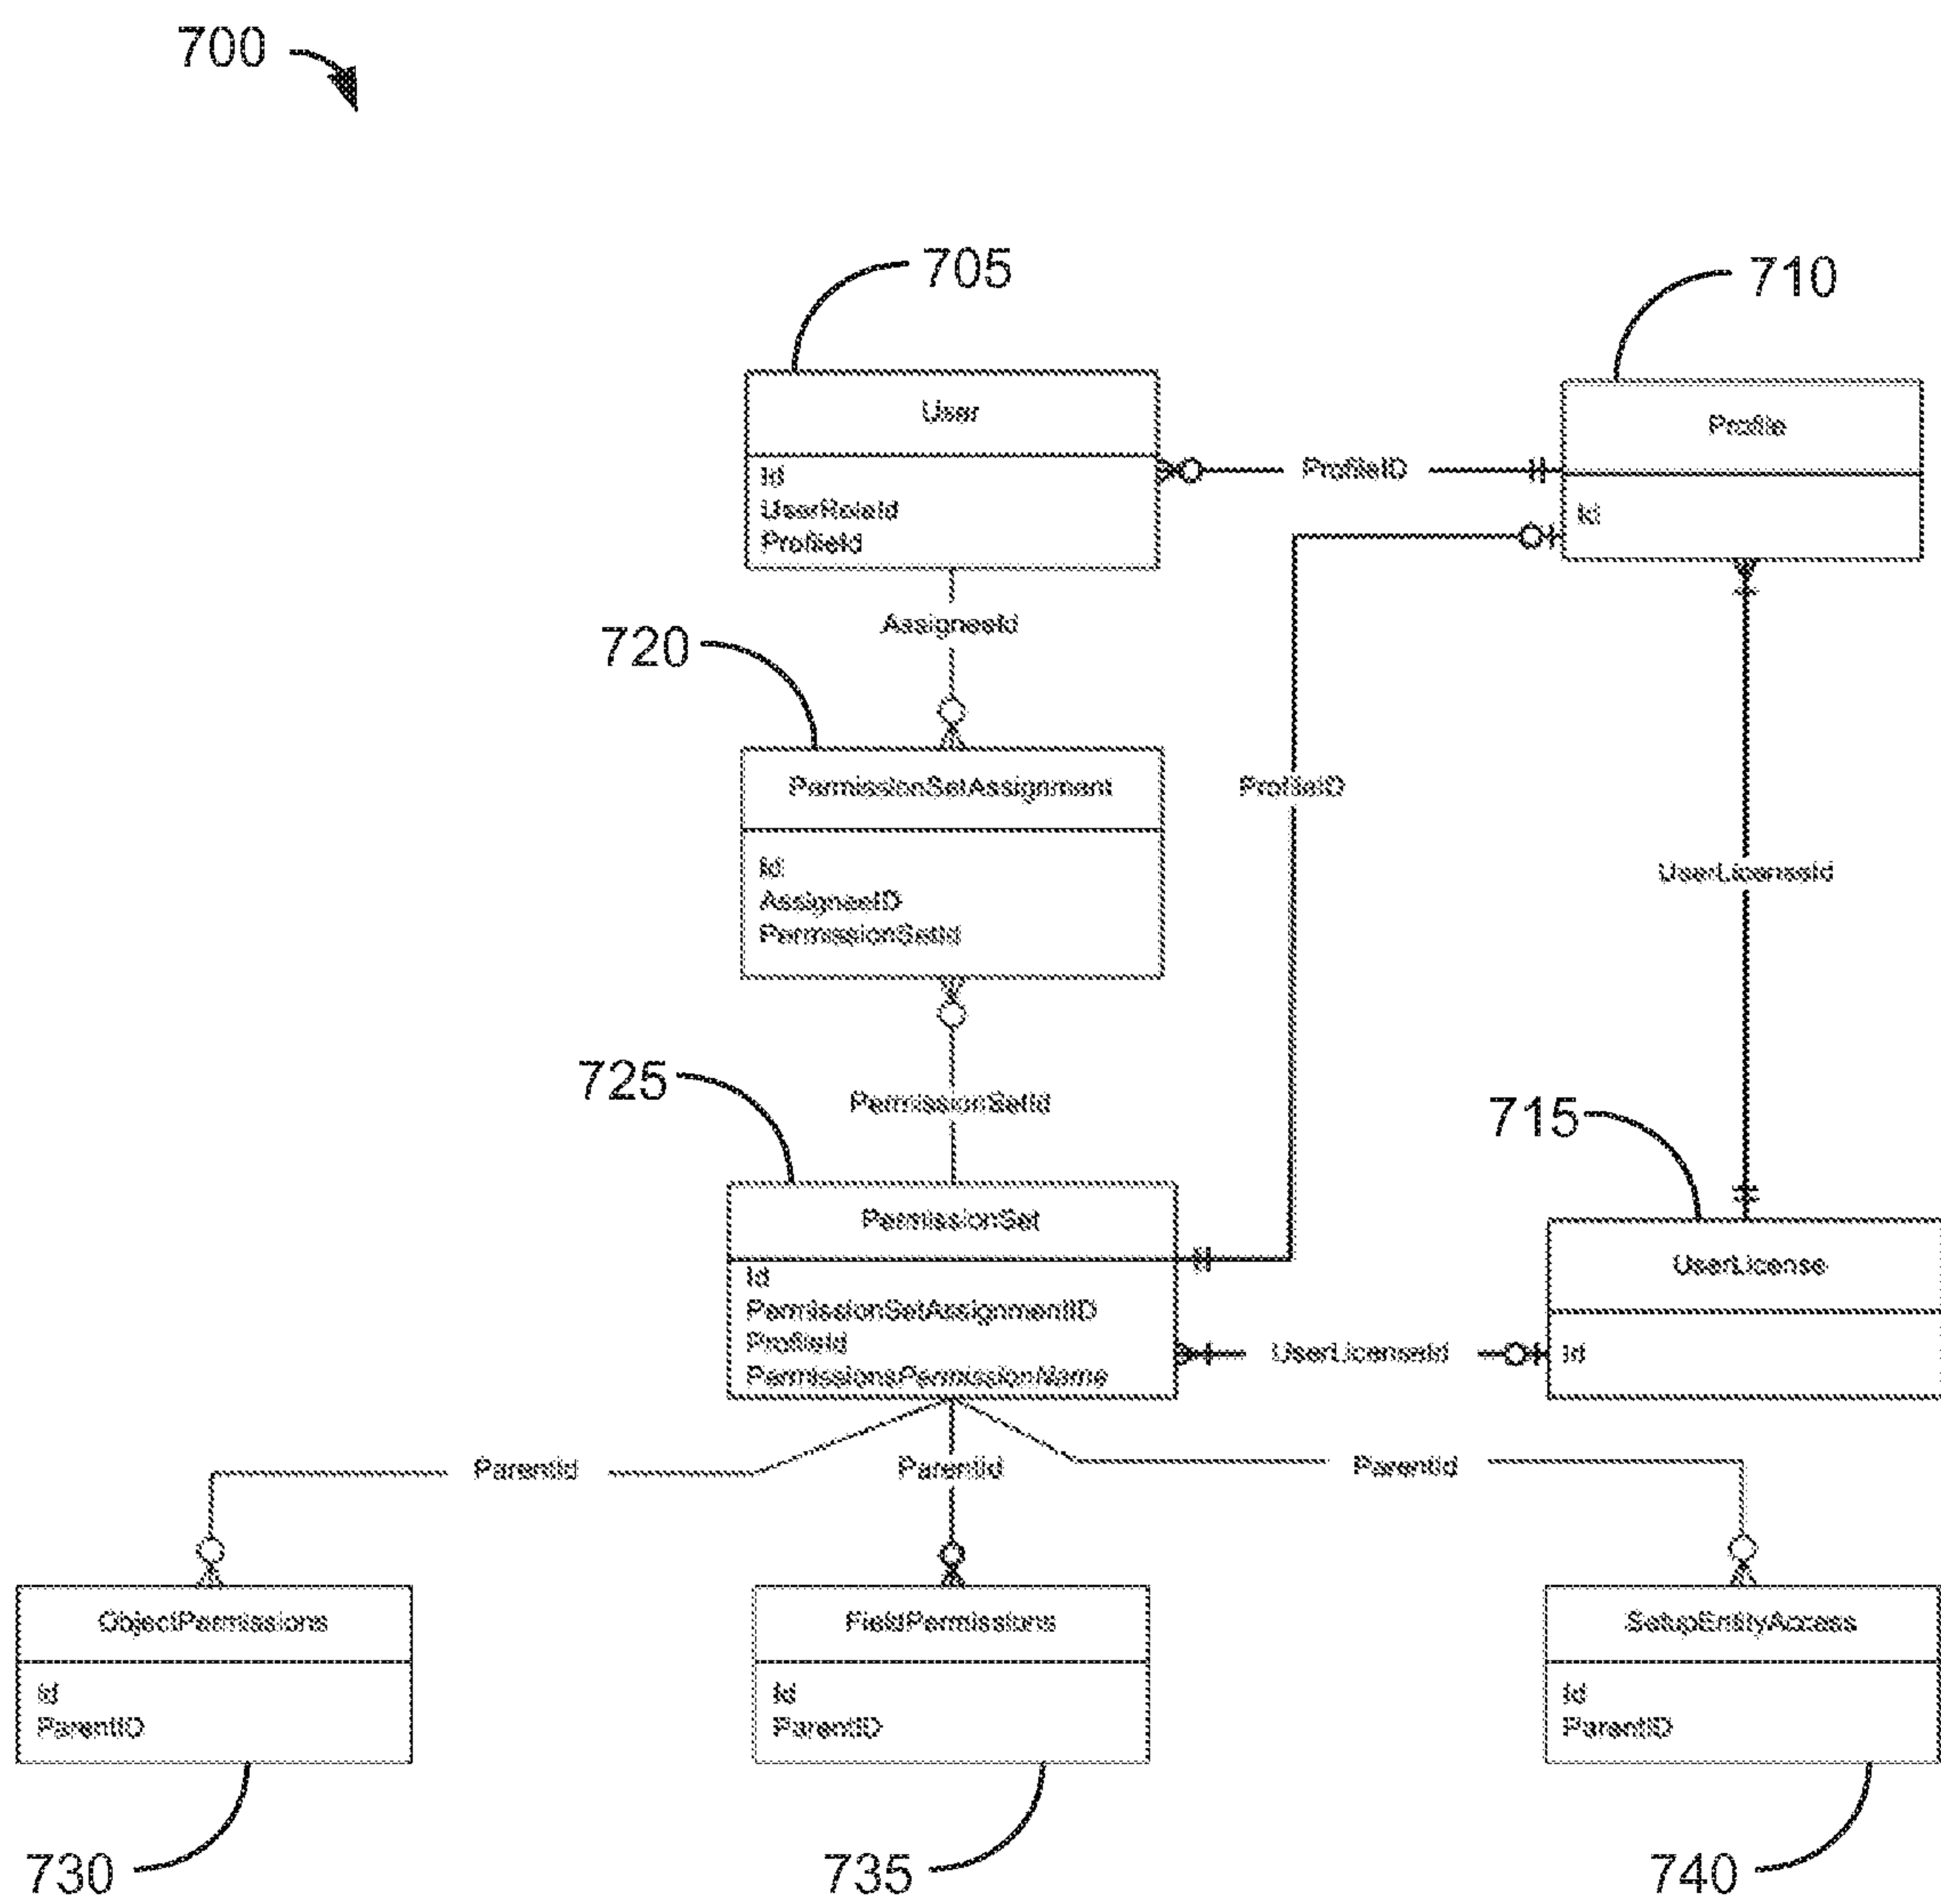 700
705
710
User
Id
UserRoleId
ProfileId
ProfileID
Profile
Id
AssigneeId
720
PermissionSetAssignment
Id
AssigneeID
PermissionSetId
ProfileID
UserLicenseId
725
PermissionSetId
715
PermissionSet
Id
PermissionSetAssignmentID
ProfileId
PermissionsPermissionName
UserLicenseId
UserLicense
Id
ParentId
ParentId
ParentId
ObjectPermissions
Id
ParentID
FieldPermissions
Id
ParentID
SetupEntityAccess
Id
ParentID
730
735
740